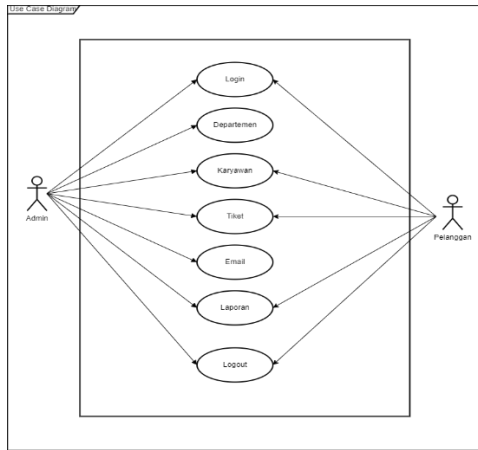 Use Case Diagram
Login
Departemen
Karyawan
Tiket
Email
Laporan
Logout
Admin
Pelanggan